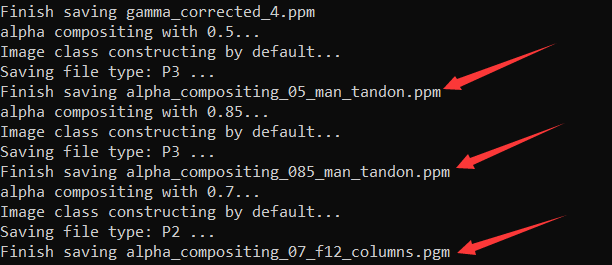 Finish saving gamma_corrected_4.ppm
alpha compositing with 0.5...
Image class constructing by default...
Saving file type: P3 ...
Finish saving alpha_compositing_05_man_tandon.ppm
alpha compositing with 0.85...
Image class constructing by default...
Saving file type: P3 ...
Finish saving alpha_compositing_085_man_tandon.ppm
alpha compositing with 0.7...
Image class constructing by default...
Saving file type: P2 ...
Finish saving alpha_compositing_07_f12_columns.pgm